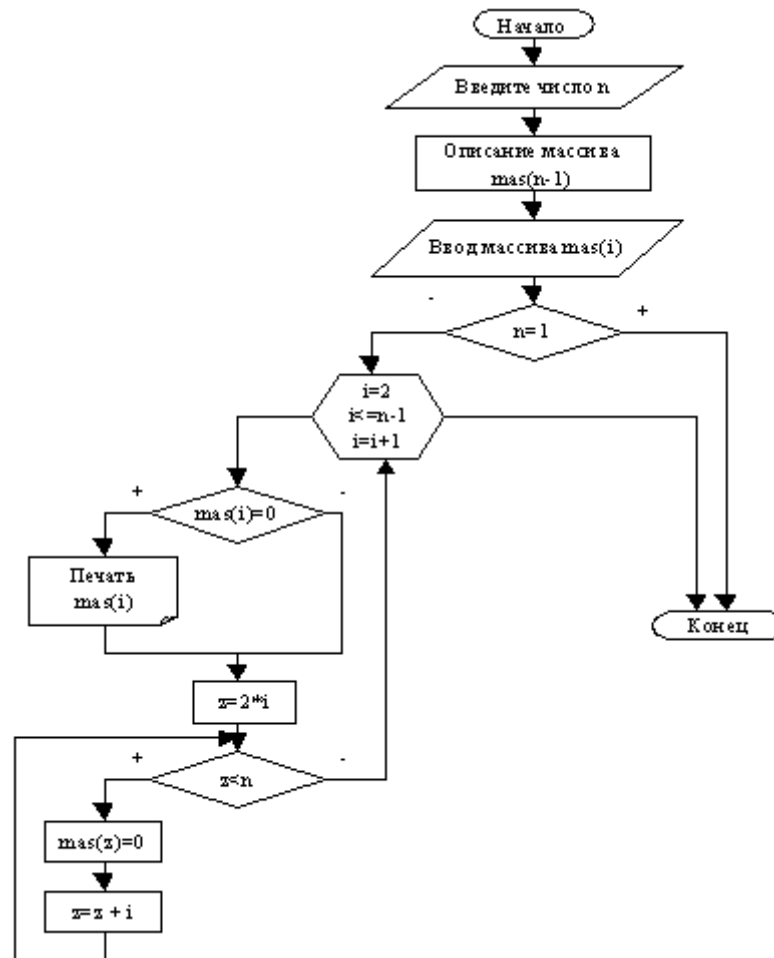 Начало
Введите число n
Описание массива
mas(n-1)
Ввод массива mas(i)
-
+
n=1
i=2
i<=n-1
i=i+1
+
-
mas(i)=0
Печать
mas(i)
Конец
z=2*i
+
-
z<n
mas(z)=0
z=z + i